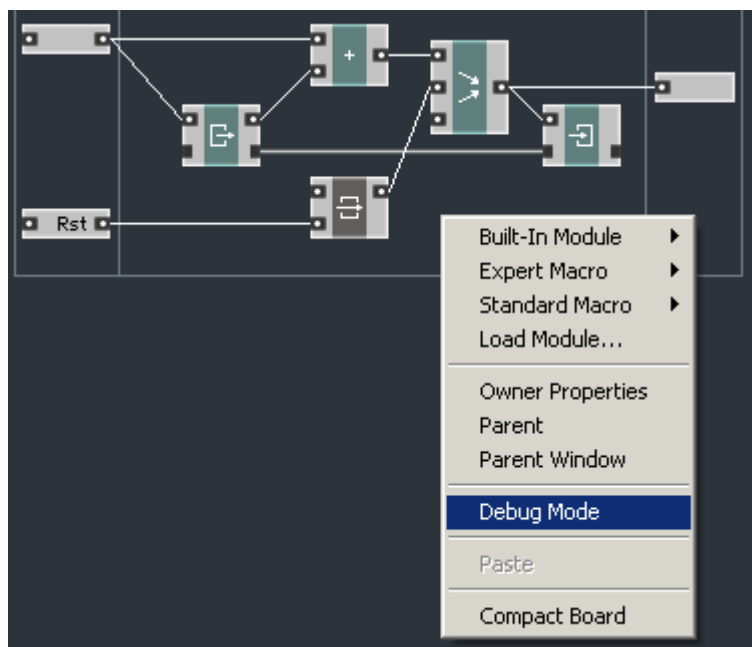 +
Rst
Built-In Module
Expert Macro
Standard Macro
Load Module...
Owner Properties
Parent
Parent Window
Debug Mode
Paste
Compact Board